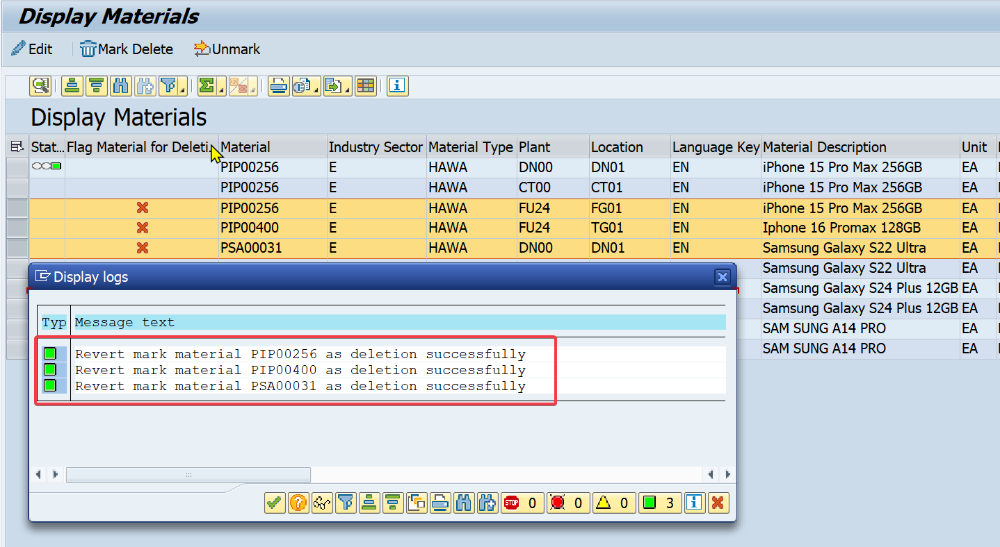 Display Materials
Edit Mark Delete Unmark
Display Materials
Stat... Flag Material for Deleti... Material Industry Sector Material Type Plant Location Language Key Material Description Unit
PIP00256 E HAWA DN00 DN01 EN iPhone 15 Pro Max 256GB EA
PIP00256 E HAWA CT00 CT01 EN iPhone 15 Pro Max 256GB EA
PIP00256 E HAWA FU24 FG01 EN iPhone 15 Pro Max 256GB EA
PIP00400 E HAWA FU24 TG01 EN Iphone 16 Promax 128GB EA
PSA00031 E HAWA DN00 DN01 EN Samsung Galaxy S22 Ultra EA
Samsung Galaxy S22 Ultra EA
Samsung Galaxy S24 Plus 12GB EA
Samsung Galaxy S24 Plus 12GB EA
SAM SUNG A14 PRO EA
SAM SUNG A14 PRO EA
Display logs
Typ Message text
Revert mark material PIP00256 as deletion successfully
Revert mark material PIP00400 as deletion successfully
Revert mark material PSA00031 as deletion successfully
STOP 0 0 0 3